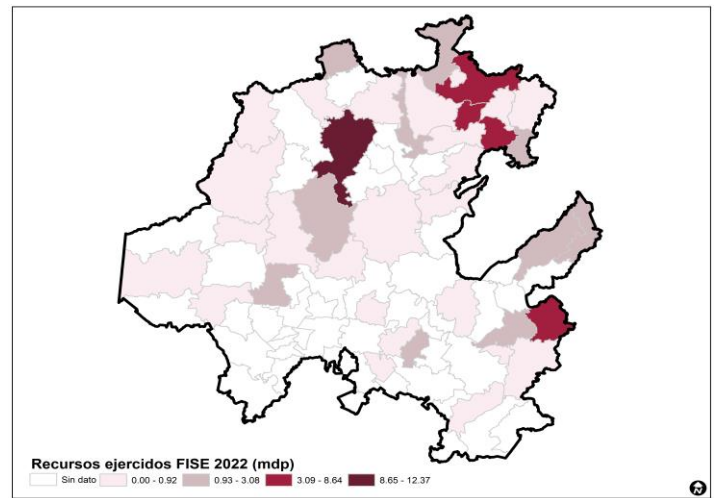 Recursos ejercidos FISE 2022 (mdp)
Sin dato 0.00 - 0.92 0.93 - 3.08 3.09 - 8.64 8.65 - 12.37